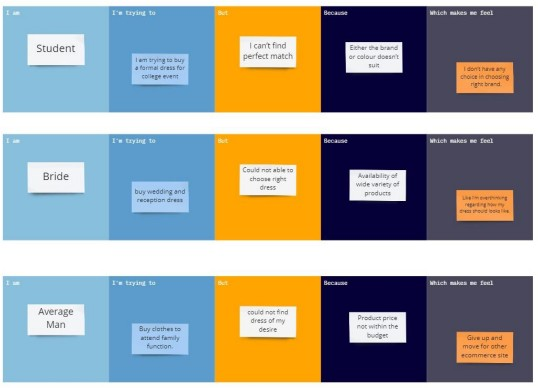 I am
I'm trying to
But
Because
Which makes me feel
Student
I am trying to buy
a formal dress for
college event
I can't find
perfect match
Either the brand
or colour doesn't
suit
I don't have any
choice in choosing
right brand.
I am
I'm trying to
But
Because
Which makes me feel
Bride
buy wedding and
reception dress
Could not able to
choose right
dress
Availability of
wide variety of
products
Like I'm overthinking
regarding how my
dress should looks like.
I am
I'm trying to
But
Because
Which makes me feel
Average
Man
Buy clothes to
attend family
function.
could not find
dress of my
desire
Product price
not within the
budget
Give up and
move for other
ecommerce site